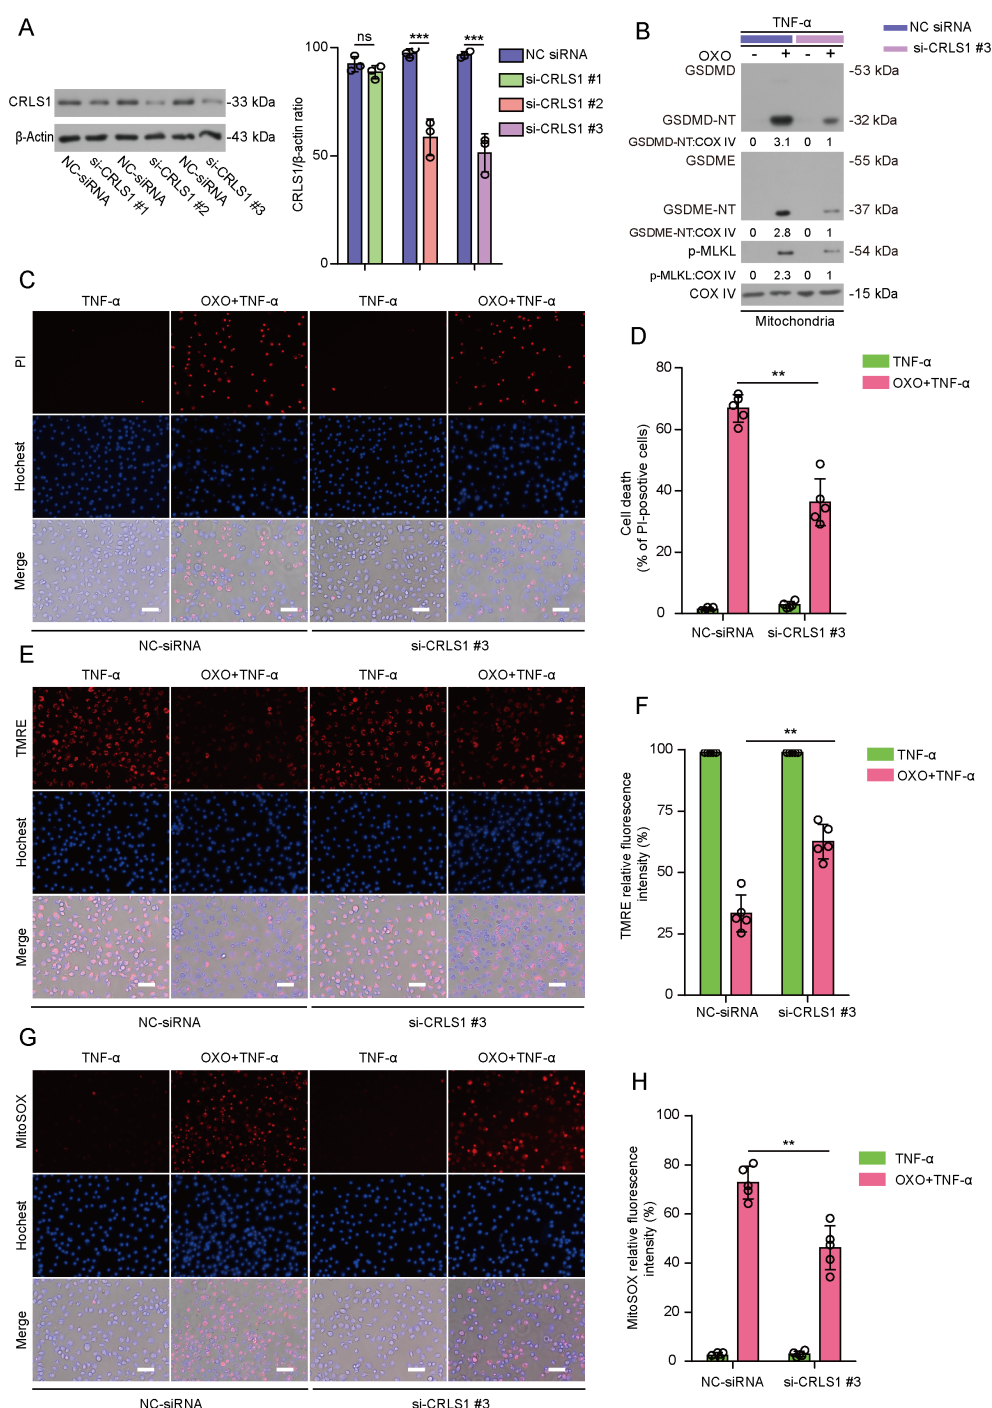 A
CRLS1
-33 kDa
β-Actin
-43 kDa
NC-siRNA
si-CRLS1 #1
NC-siRNA
si-CRLS1 #2
NC-siRNA
si-CRLS1 #3
CRLS1/β-actin ratio
100
50
0
ns
***
***
NC siRNA
si-CRLS1 #1
si-CRLS1 #2
si-CRLS1 #3
B
TNF-α
NC siRNA
si-CRLS1 #3
OXO - + - +
GSDMD -53 kDa
GSDMD-NT -32 kDa
GSDMD-NT:COX IV 0 3.1 0 1
GSDME -55 kDa
GSDME-NT -37 kDa
GSDME-NT:COX IV 0 2.8 0 1
p-MLKL -54 kDa
p-MLKL:COX IV 0 2.3 0 1
COX IV -15 kDa
Mitochondria
C
TNF-α OXO+TNF-α TNF-α OXO+TNF-α
PI
Hochest
Merge
NC-siRNA si-CRLS1 #3
D
Cell death
(% of PI-posotive cells)
80
60
40
20
0
**
TNF-α
OXO+TNF-α
NC-siRNA si-CRLS1 #3
E
TNF-α OXO+TNF-α TNF-α OXO+TNF-α
TMRE
Hochest
Merge
NC-siRNA si-CRLS1 #3
F
TMRE relative fluorescence
intensity (%)
100
75
50
25
0
**
TNF-α
OXO+TNF-α
NC-siRNA si-CRLS1 #3
G
TNF-α OXO+TNF-α TNF-α OXO+TNF-α
MitoSOX
Hochest
Merge
NC-siRNA si-CRLS1 #3
H
MitoSOX relative fluorescence
intensity (%)
100
80
60
40
20
0
**
TNF-α
OXO+TNF-α
NC-siRNA si-CRLS1 #3